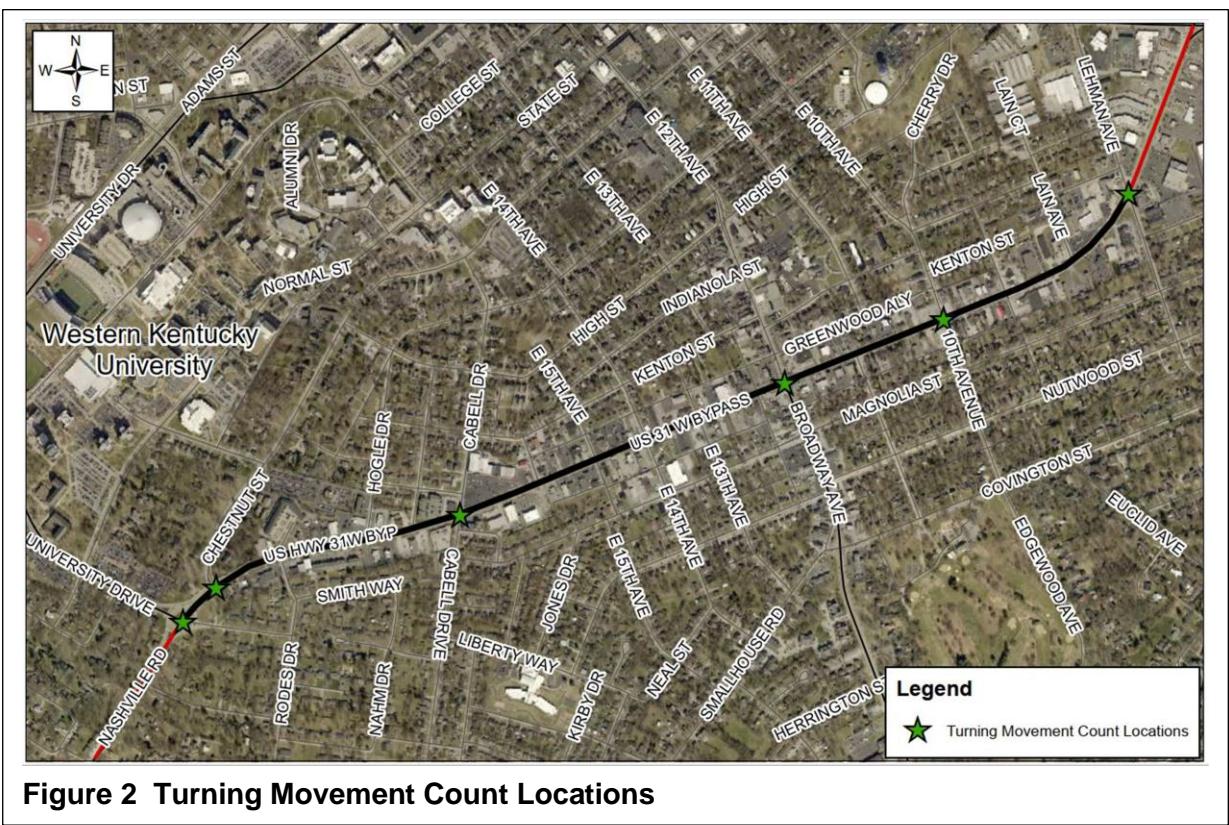 N
W E
S
N ST
ADAMS ST
COLLEGE ST
STATE ST
E 12TH AVE
E 11TH AVE
E 10TH AVE
CHERRY DR
LAIN CT
LEHMAN AVE
UNIVERSITY DR
ALUMNI DR
E 14TH AVE
E 13TH AVE
HIGH ST
LAIN AVE
NORMAL ST
INDIANOLA ST
KENTON ST
Western Kentucky
University
HIGH ST
KENTON ST
GREENWOOD ALY
E 15TH AVE
10TH AVENUE
NUTWOOD ST
MAGNOLIA ST
HOGLE DR
CABELL DR
US 31 W BYPASS
BROADWAY AVE
E 13TH AVE
COVINGTON ST
CHESTNUT ST
E 14TH AVE
EUCLID AVE
US HWY 31W BYP
UNIVERSITY DRIVE
SMITH WAY
CABELL DRIVE
JONES DR
E 15TH AVE
EDGEWOOD AVE
LIBERTY WAY
NASHVILLE RD
RODES DR
NAHM DR
KIRBY DR
NEAL ST
SMALLHOUSE RD
HERRINGTON ST
Legend
Turning Movement Count Locations
Figure 2 Turning Movement Count Locations